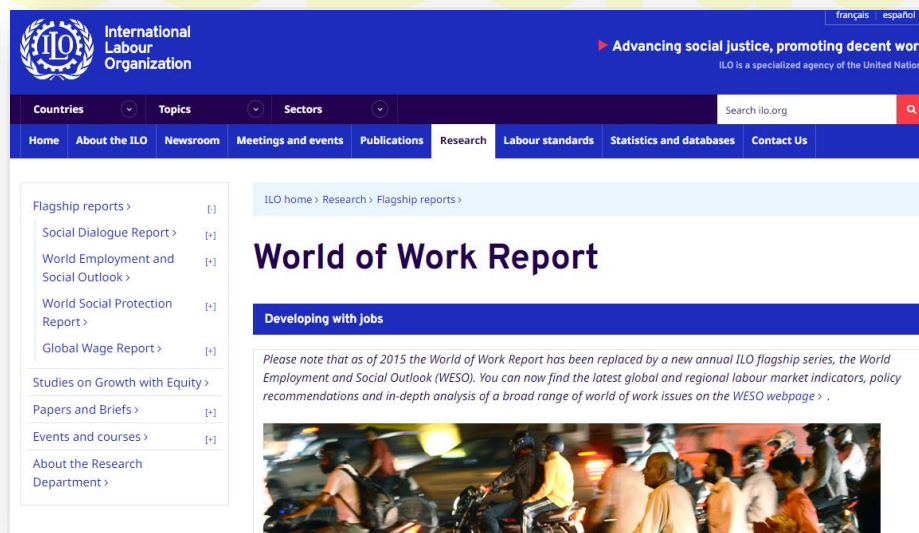 français español
International
Labour
Organization
Advancing social justice, promoting decent wor
ILO is a specialized agency of the United Nation
Countries Topics Sectors
Search ilo.org
Home About the ILO Newsroom Meetings and events Publications Research Labour standards Statistics and databases Contact Us
Flagship reports › [-]
Social Dialogue Report › [+]
World Employment and [+]
Social Outlook ›
World Social Protection [+]
Report ›
Global Wage Report › [+]
Studies on Growth with Equity ›
Papers and Briefs › [+]
Events and courses › [+]
About the Research
Department ›
ILO home › Research › Flagship reports ›
World of Work Report
Developing with jobs
Please note that as of 2015 the World of Work Report has been replaced by a new annual ILO flagship series, the World
Employment and Social Outlook (WESO). You can now find the latest global and regional labour market indicators, policy
recommendations and in-depth analysis of a broad range of world of work issues on the WESO webpage › .